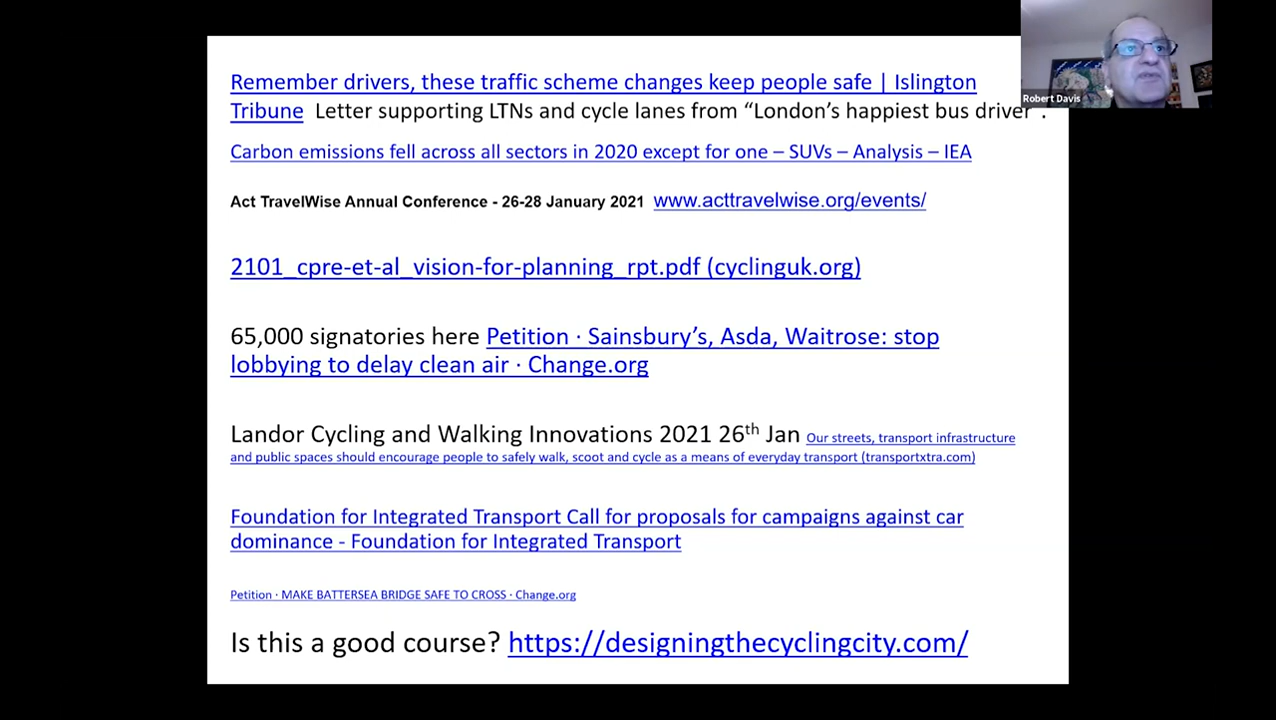 Remember drivers, these traffic scheme changes keep people safe | Islington
Tribune Letter supporting LTNs and cycle lanes from “London’s happiest bus driver”.
Robert Davis
Carbon emissions fell across all sectors in 2020 except for one – SUVs – Analysis – IEA
Act TravelWise Annual Conference - 26-28 January 2021 www.acttravelwise.org/events/
2101_cpre-et-al_vision-for-planning_rpt.pdf (cyclinguk.org)
65,000 signatories here Petition · Sainsbury’s, Asda, Waitrose: stop
lobbying to delay clean air · Change.org
Landor Cycling and Walking Innovations 2021 26th Jan Our streets, transport infrastructure
and public spaces should encourage people to safely walk, scoot and cycle as a means of everyday transport (transportxtra.com)
Foundation for Integrated Transport Call for proposals for campaigns against car
dominance - Foundation for Integrated Transport
Petition · MAKE BATTERSEA BRIDGE SAFE TO CROSS · Change.org
Is this a good course? https://designingthecyclingcity.com/